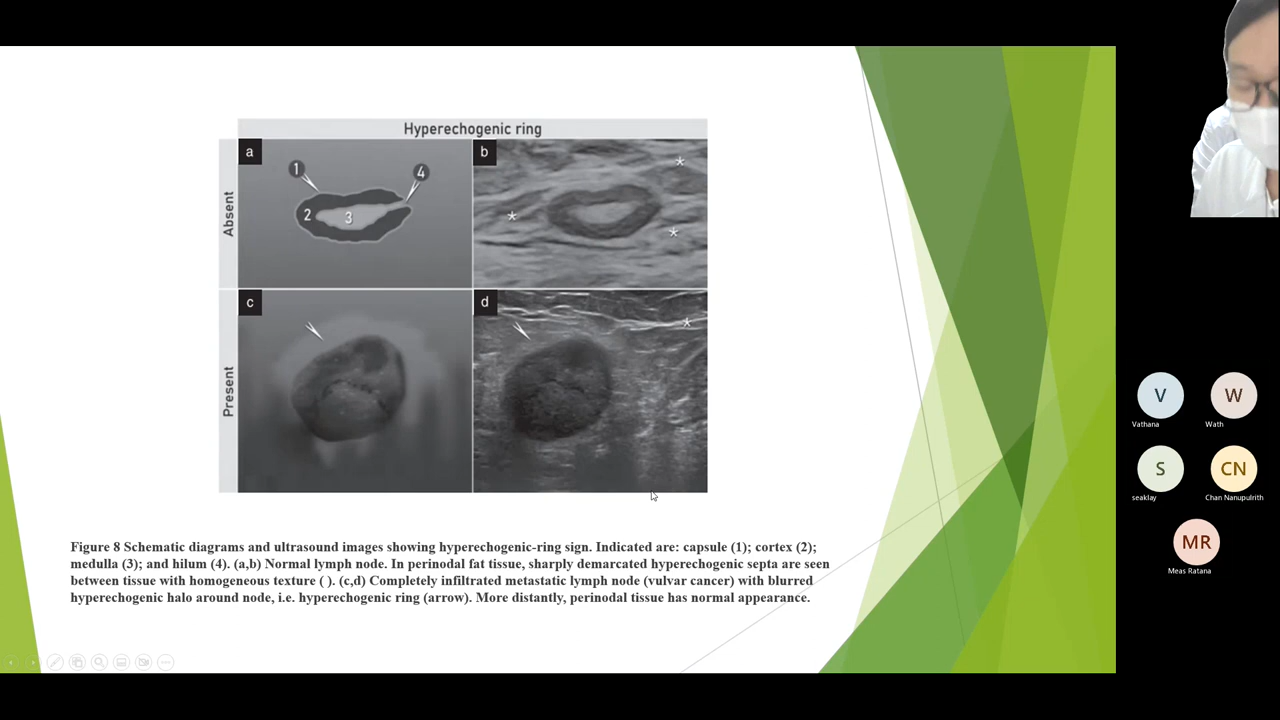 Hyperechogenic ring
a
1
4
2
3
b
*
*
*
Absent
c
d
*
Present
Figure 8 Schematic diagrams and ultrasound images showing hyperechogenic-ring sign. Indicated are: capsule (1); cortex (2);
medulla (3); and hilum (4). (a,b) Normal lymph node. In perinodal fat tissue, sharply demarcated hyperechogenic septa are seen
between tissue with homogeneous texture ( ). (c,d) Completely infiltrated metastatic lymph node (vulvar cancer) with blurred
hyperechogenic halo around node, i.e. hyperechogenic ring (arrow). More distantly, perinodal tissue has normal appearance.
V
Vathana
W
Wath
S
seaklay
CN
Chan Nanupulrith
MR
Meas Ratana